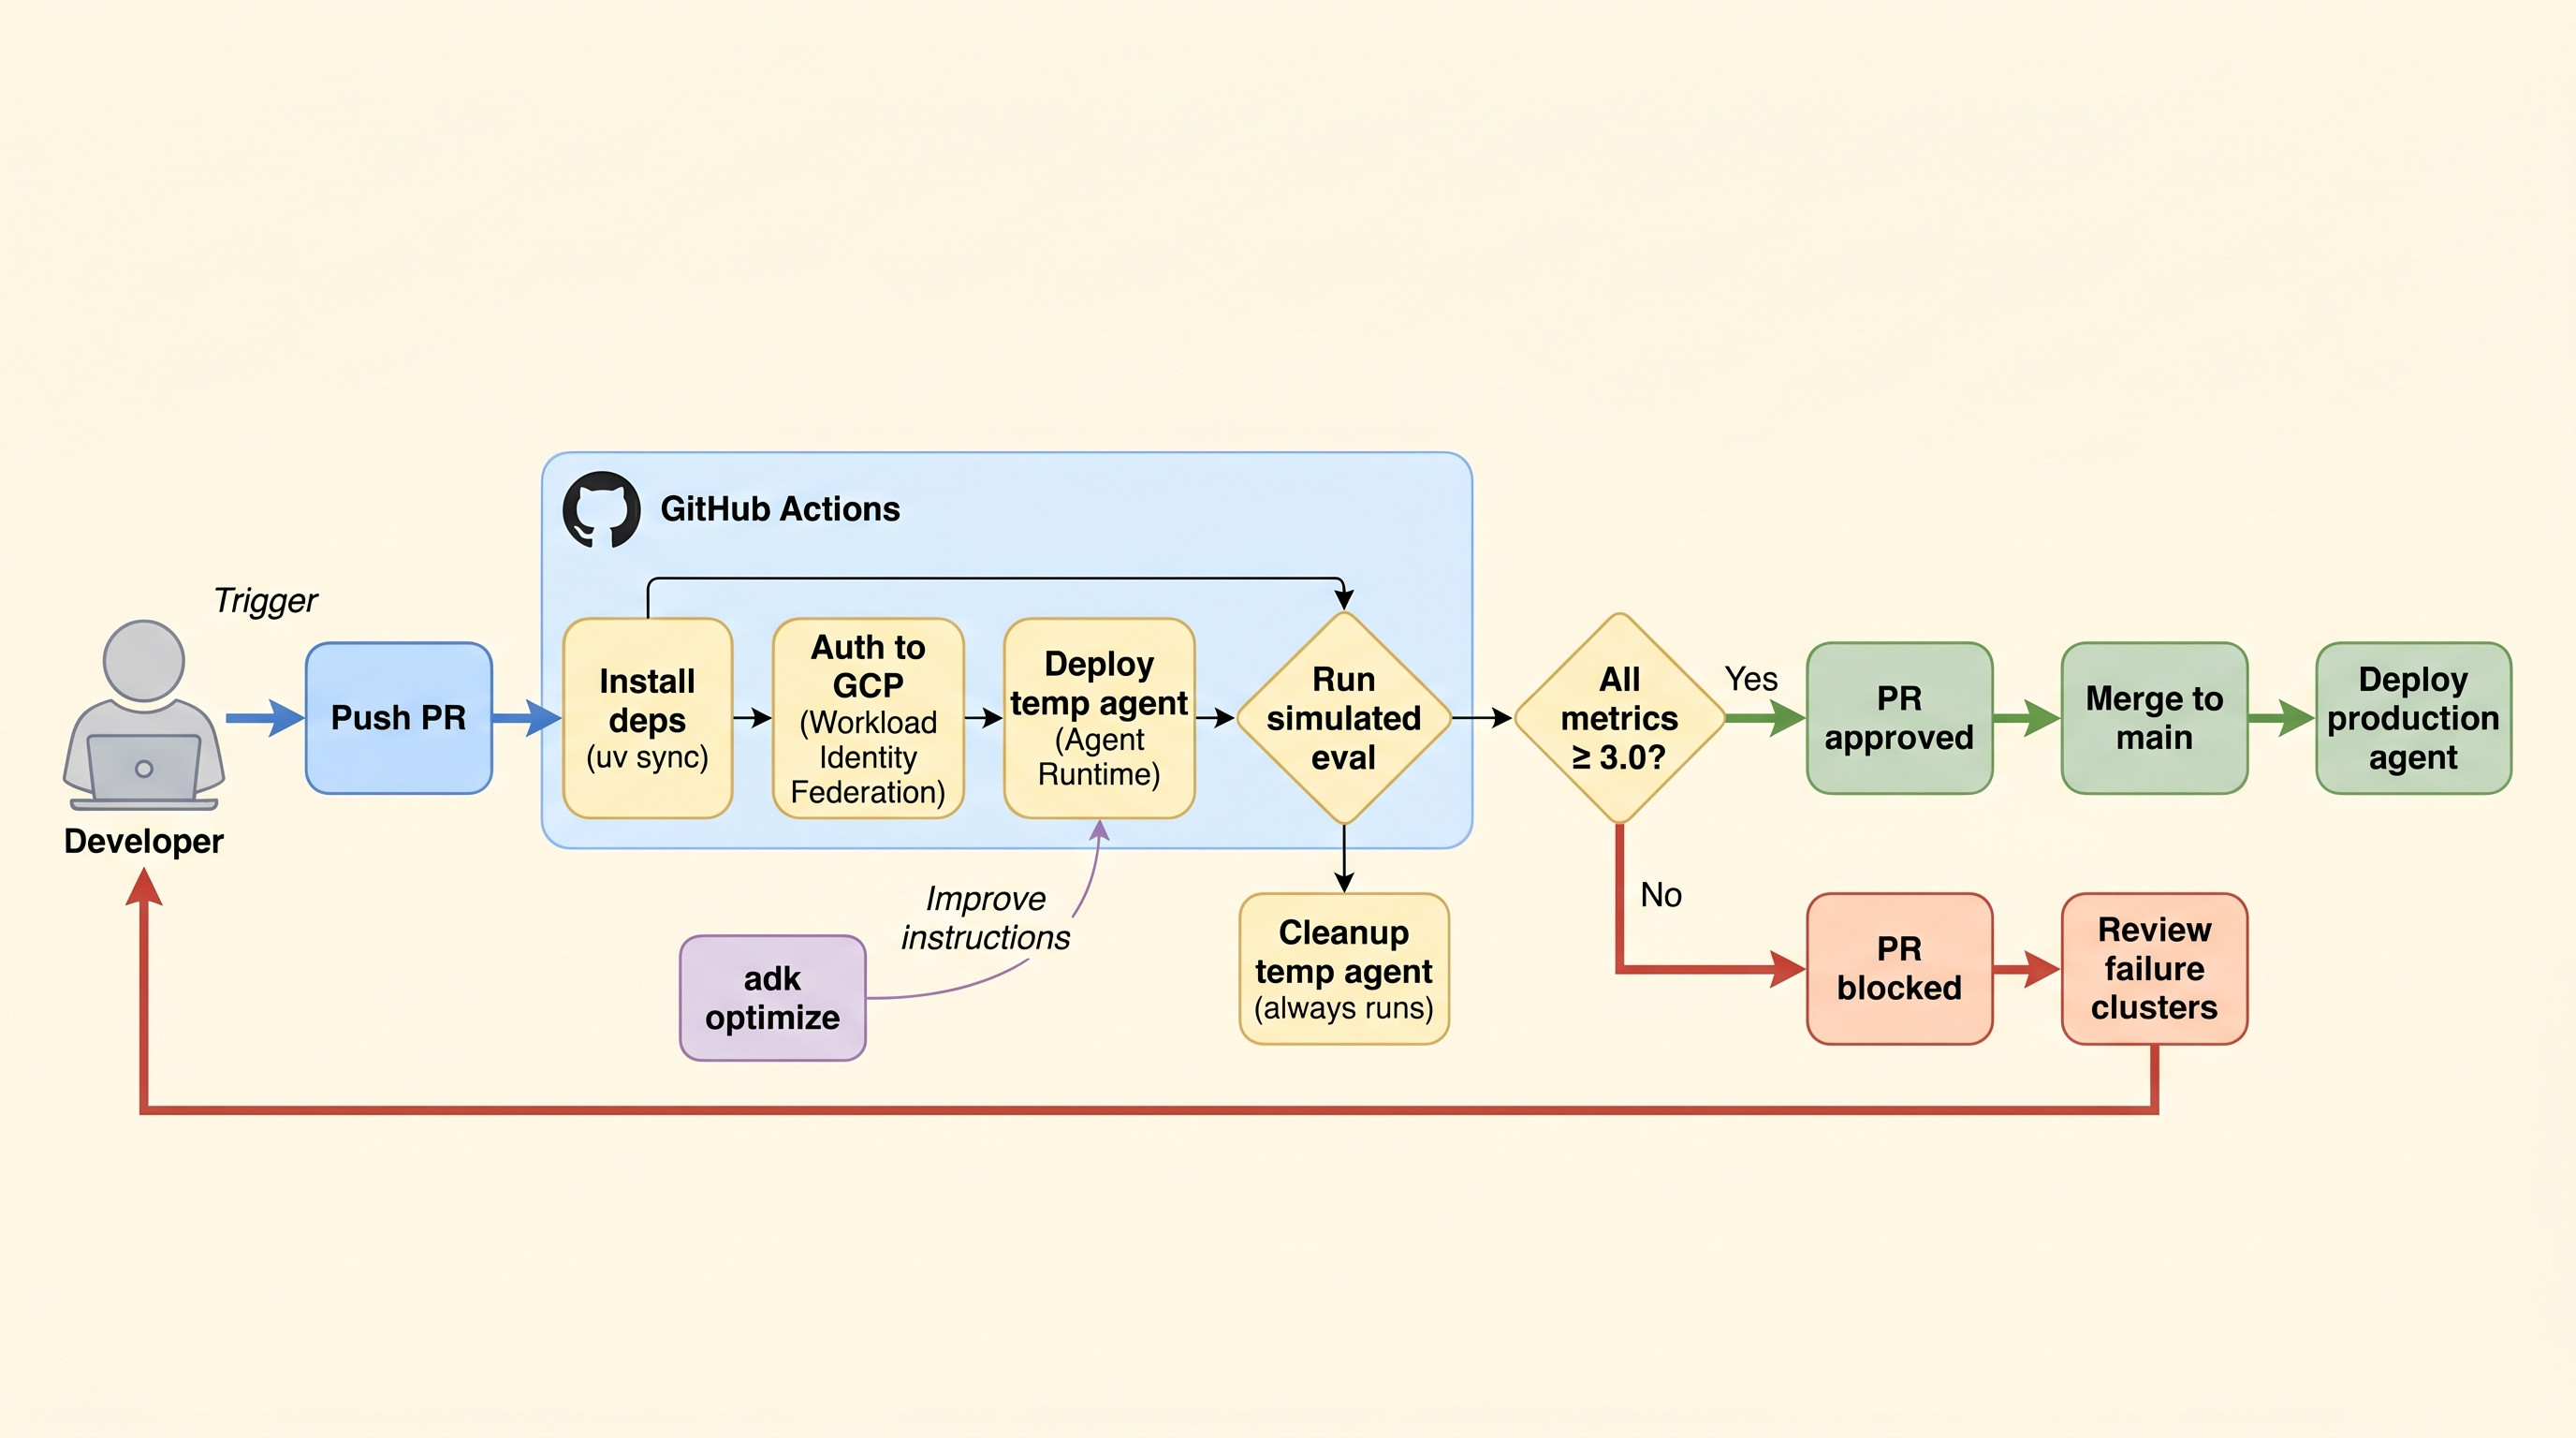 GitHub Actions
Trigger
Developer
Push PR
Install
deps
(uv sync)
Auth to
GCP
(Workload
Identity
Federation)
Deploy
temp agent
(Agent
Runtime)
Run
simulated
eval
All
metrics
≥ 3.0?
Yes
PR
approved
Merge to
main
Deploy
production
agent
No
PR
blocked
Review
failure
clusters
Improve
instructions
adk
optimize
Cleanup
temp agent
(always runs)